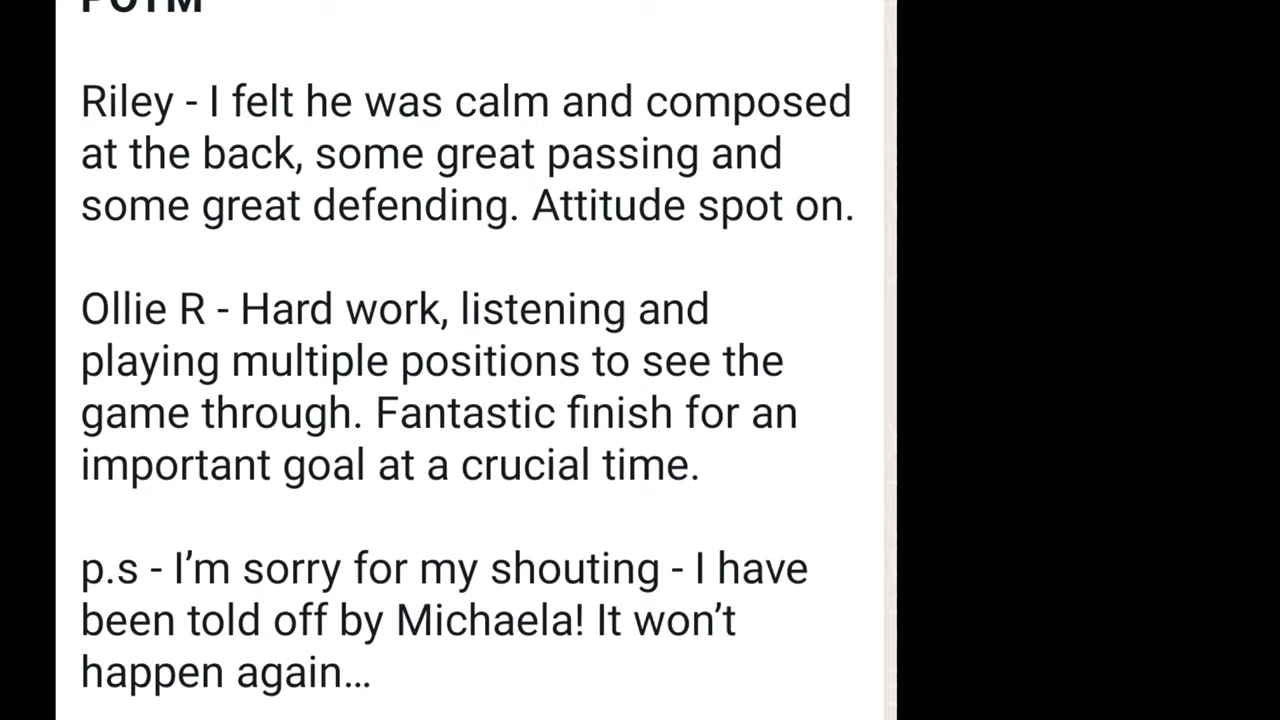 POTM
Riley - I felt he was calm and composed
at the back, some great passing and
some great defending. Attitude spot on.
Ollie R - Hard work, listening and
playing multiple positions to see the
game through. Fantastic finish for an
important goal at a crucial time.
p.s - I’m sorry for my shouting - I have
been told off by Michaela! It won’t
happen again…